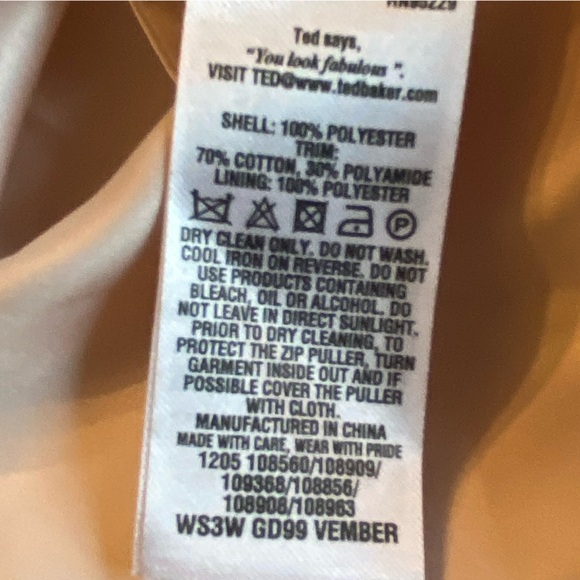 RN95229
Ted says,
"You look fabulous ".
VISIT TED@www.tedbaker.com
SHELL: 100% POLYESTER
TRIM:
70% COTTON, 30% POLYAMIDE
LINING: 100% POLYESTER
P
DRY CLEAN ONLY. DO NOT WASH.
COOL IRON ON REVERSE. DO NOT
USE PRODUCTS CONTAINING
BLEACH, OIL OR ALCOHOL. DO
NOT LEAVE IN DIRECT SUNLIGHT.
PRIOR TO DRY CLEANING, TO
PROTECT THE ZIP PULLER, TURN
GARMENT INSIDE OUT AND IF
POSSIBLE COVER THE PULLER
WITH CLOTH.
MANUFACTURED IN CHINA
MADE WITH CARE, WEAR WITH PRIDE
1205 108560/108909/
109368/108856/
108908/108963
WS3W GD99 VEMBER